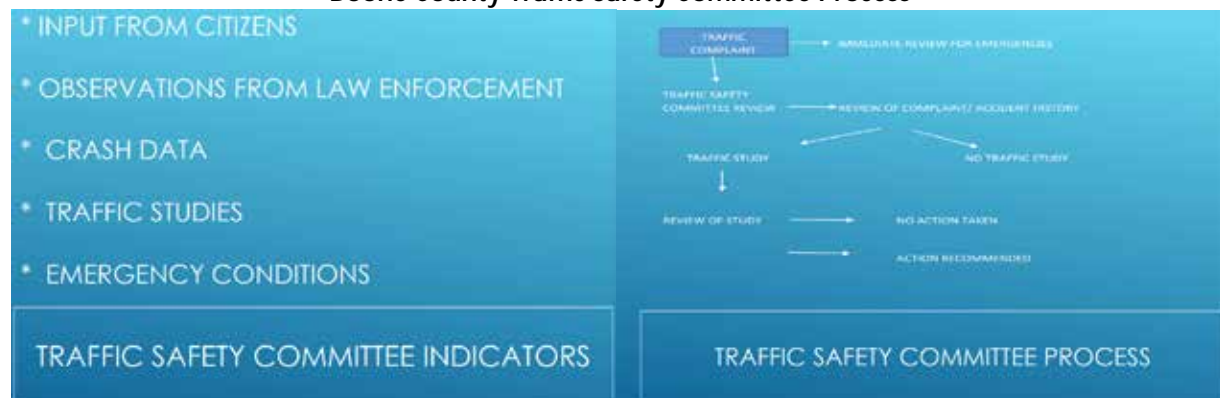 Boone County Traffic Safety Committee Process
* INPUT FROM CITIZENS
* OBSERVATIONS FROM LAW ENFORCEMENT
* CRASH DATA
* TRAFFIC STUDIES
* EMERGENCY CONDITIONS
TRAFFIC SAFETY COMMITTEE INDICATORS
TRAFFIC
COMPLAINT
IMMEDIATE REVIEW FOR EMERGENCIES
TRAFFIC SAFETY
COMMITTEE REVIEW
REVIEW OF COMPLAINT/ ACCIDENT HISTORY
TRAFFIC STUDY
NO TRAFFIC STUDY
REVIEW OF STUDY
NO ACTION TAKEN
ACTION RECOMMENDED
TRAFFIC SAFETY COMMITTEE PROCESS